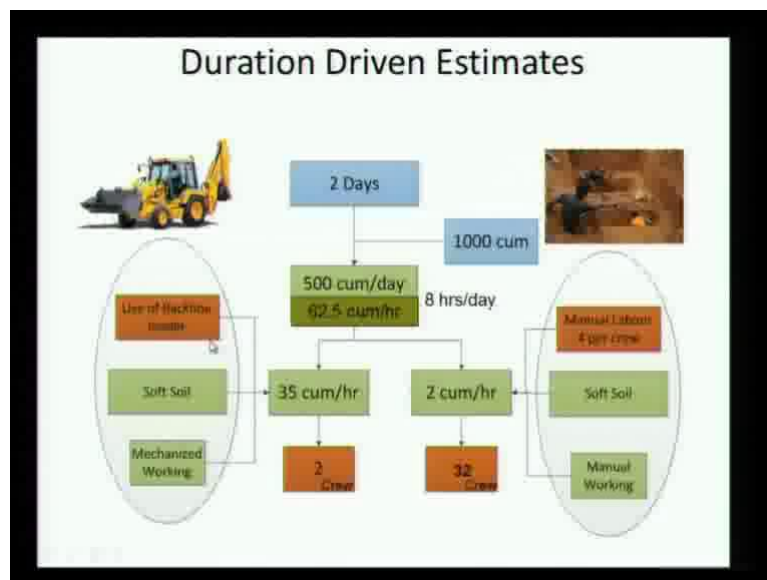 Duration Driven Estimates
2 Days
1000 cum
500 cum/day
62.5 cum/hr
8 hrs/day
Use of Backhoe
loader
Manual Labour
4 per crew
Soft Soil
35 cum/hr
2 cum/hr
Soft Soil
Mechanized
Working
2
Crew
32
Crew
Manual
Working